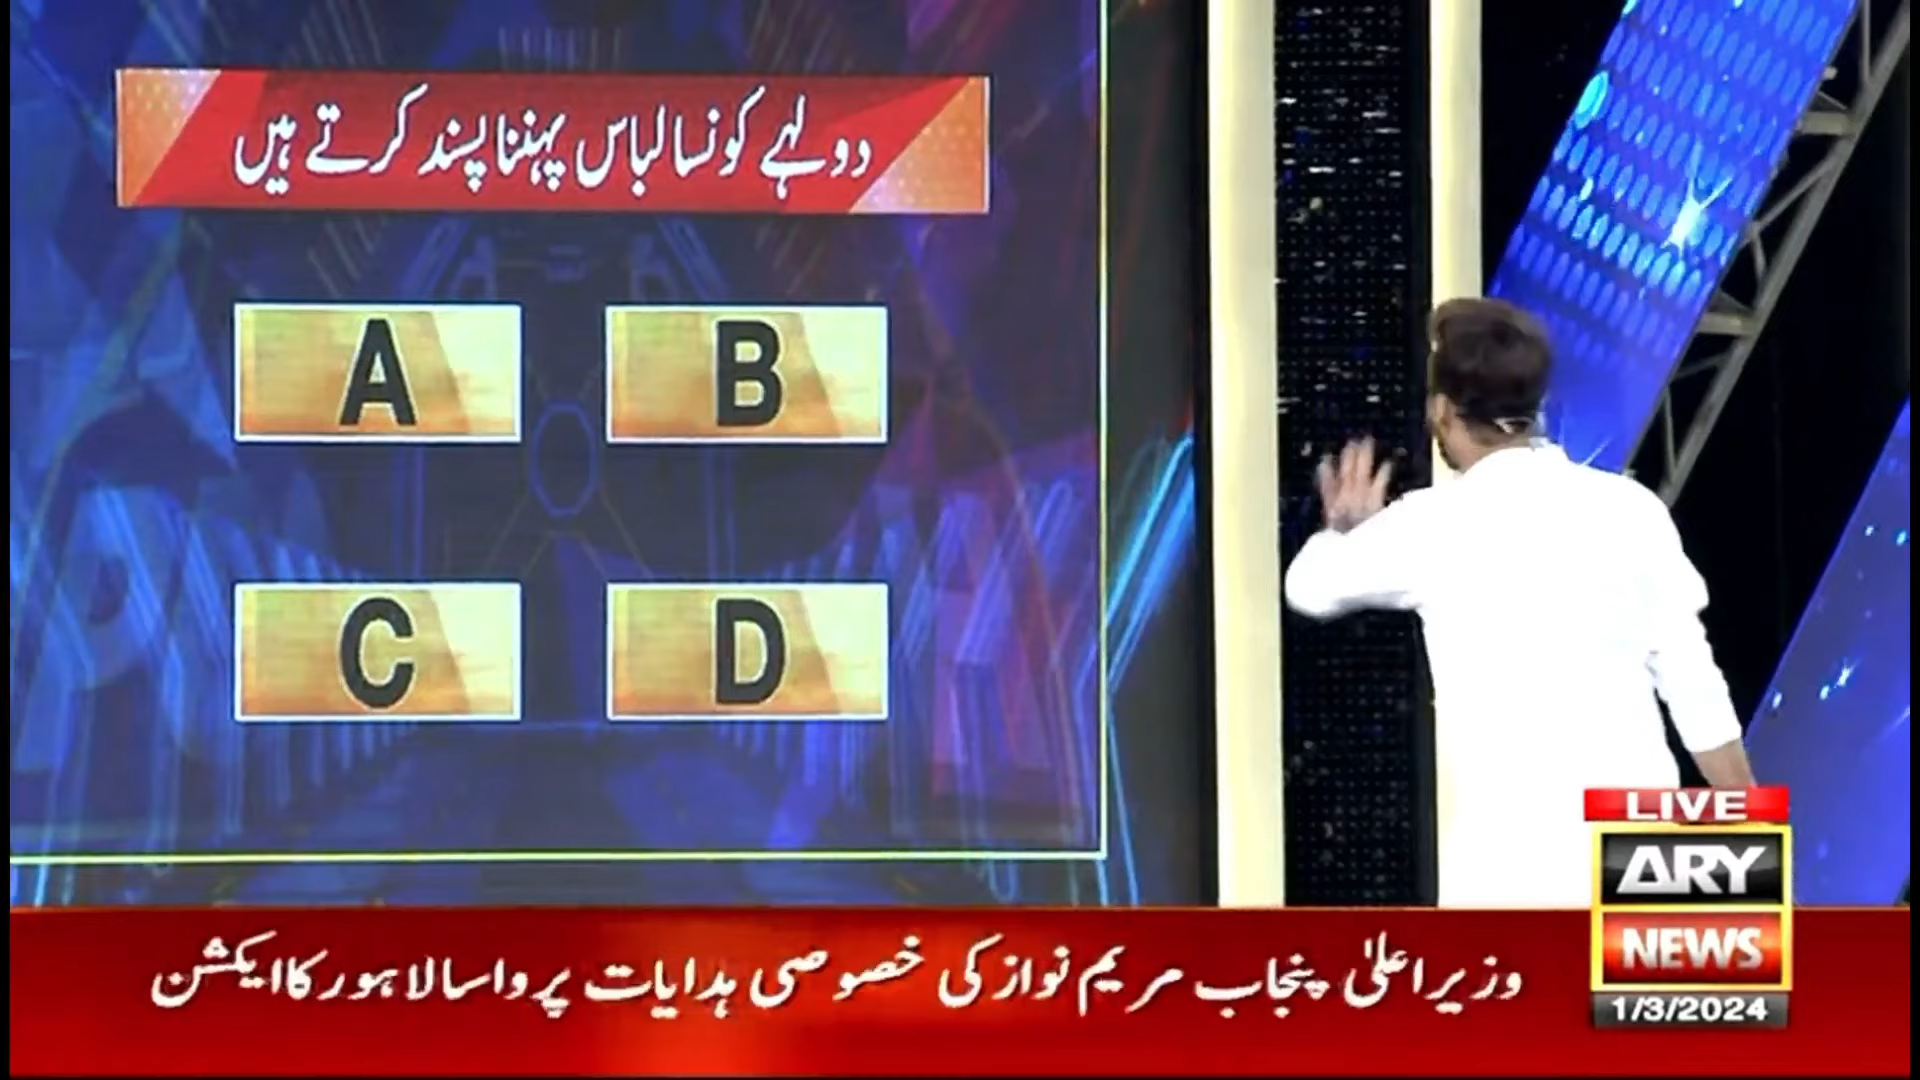 دولہے کونسا لباس پہننا پسند کرتے ہیں
A
B
C
D
LIVE
ARY
NEWS
1/3/2024
وزیراعلیٰ پنجاب مریم نواز کی خصوصی ہدایات پر واسا لاہور کا ایکشن